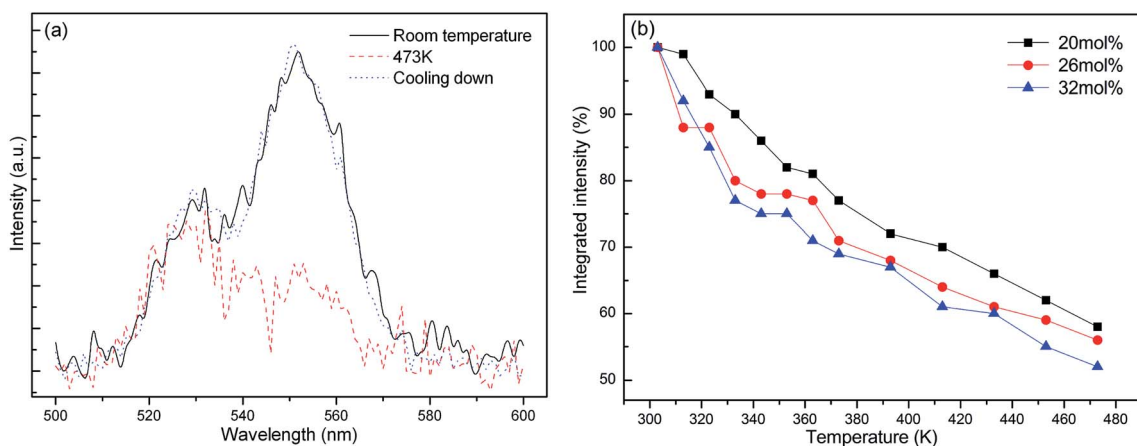 (a)
Room temperature
473K
Cooling down
Intensity (a.u.)
500 520 540 560 580 600
Wavelength (nm)
(b)
20mol%
26mol%
32mol%
Integrated intensity (%)
100
90
80
70
60
50
300 320 340 360 380 400 420 440 460 480
Temperature (K)